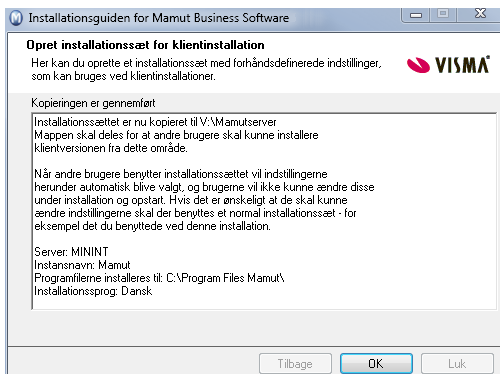 Installationsguiden for Mamut Business Software
Opret installationssæt for klientinstallation
Her kan du oprette et installationssæt med forhåndsdefinerede indstillinger,
som kan bruges ved klientinstallationer.
VISMA
Kopieringen er gennemført
Installationssættet er nu kopieret til V:\Mamutserver
Mappen skal deles for at andre brugere skal kunne installere
klientversionen fra dette område.
Når andre brugere benytter installationssættet vil indstillingerne
herunder automatisk blive valgt, og brugerne vil ikke kunne ændre disse
under installation og opstart. Hvis det er ønskeligt at de skal kunne
ændre indstillingerne skal der benyttes et normal installationssæt - for
eksempel det du benyttede ved denne installation.
Server: MININT
Instansnavn: Mamut
Programfilerne installeres til: C:\Program Files Mamut\
Installationssprog: Dansk
Tilbage
OK
Luk